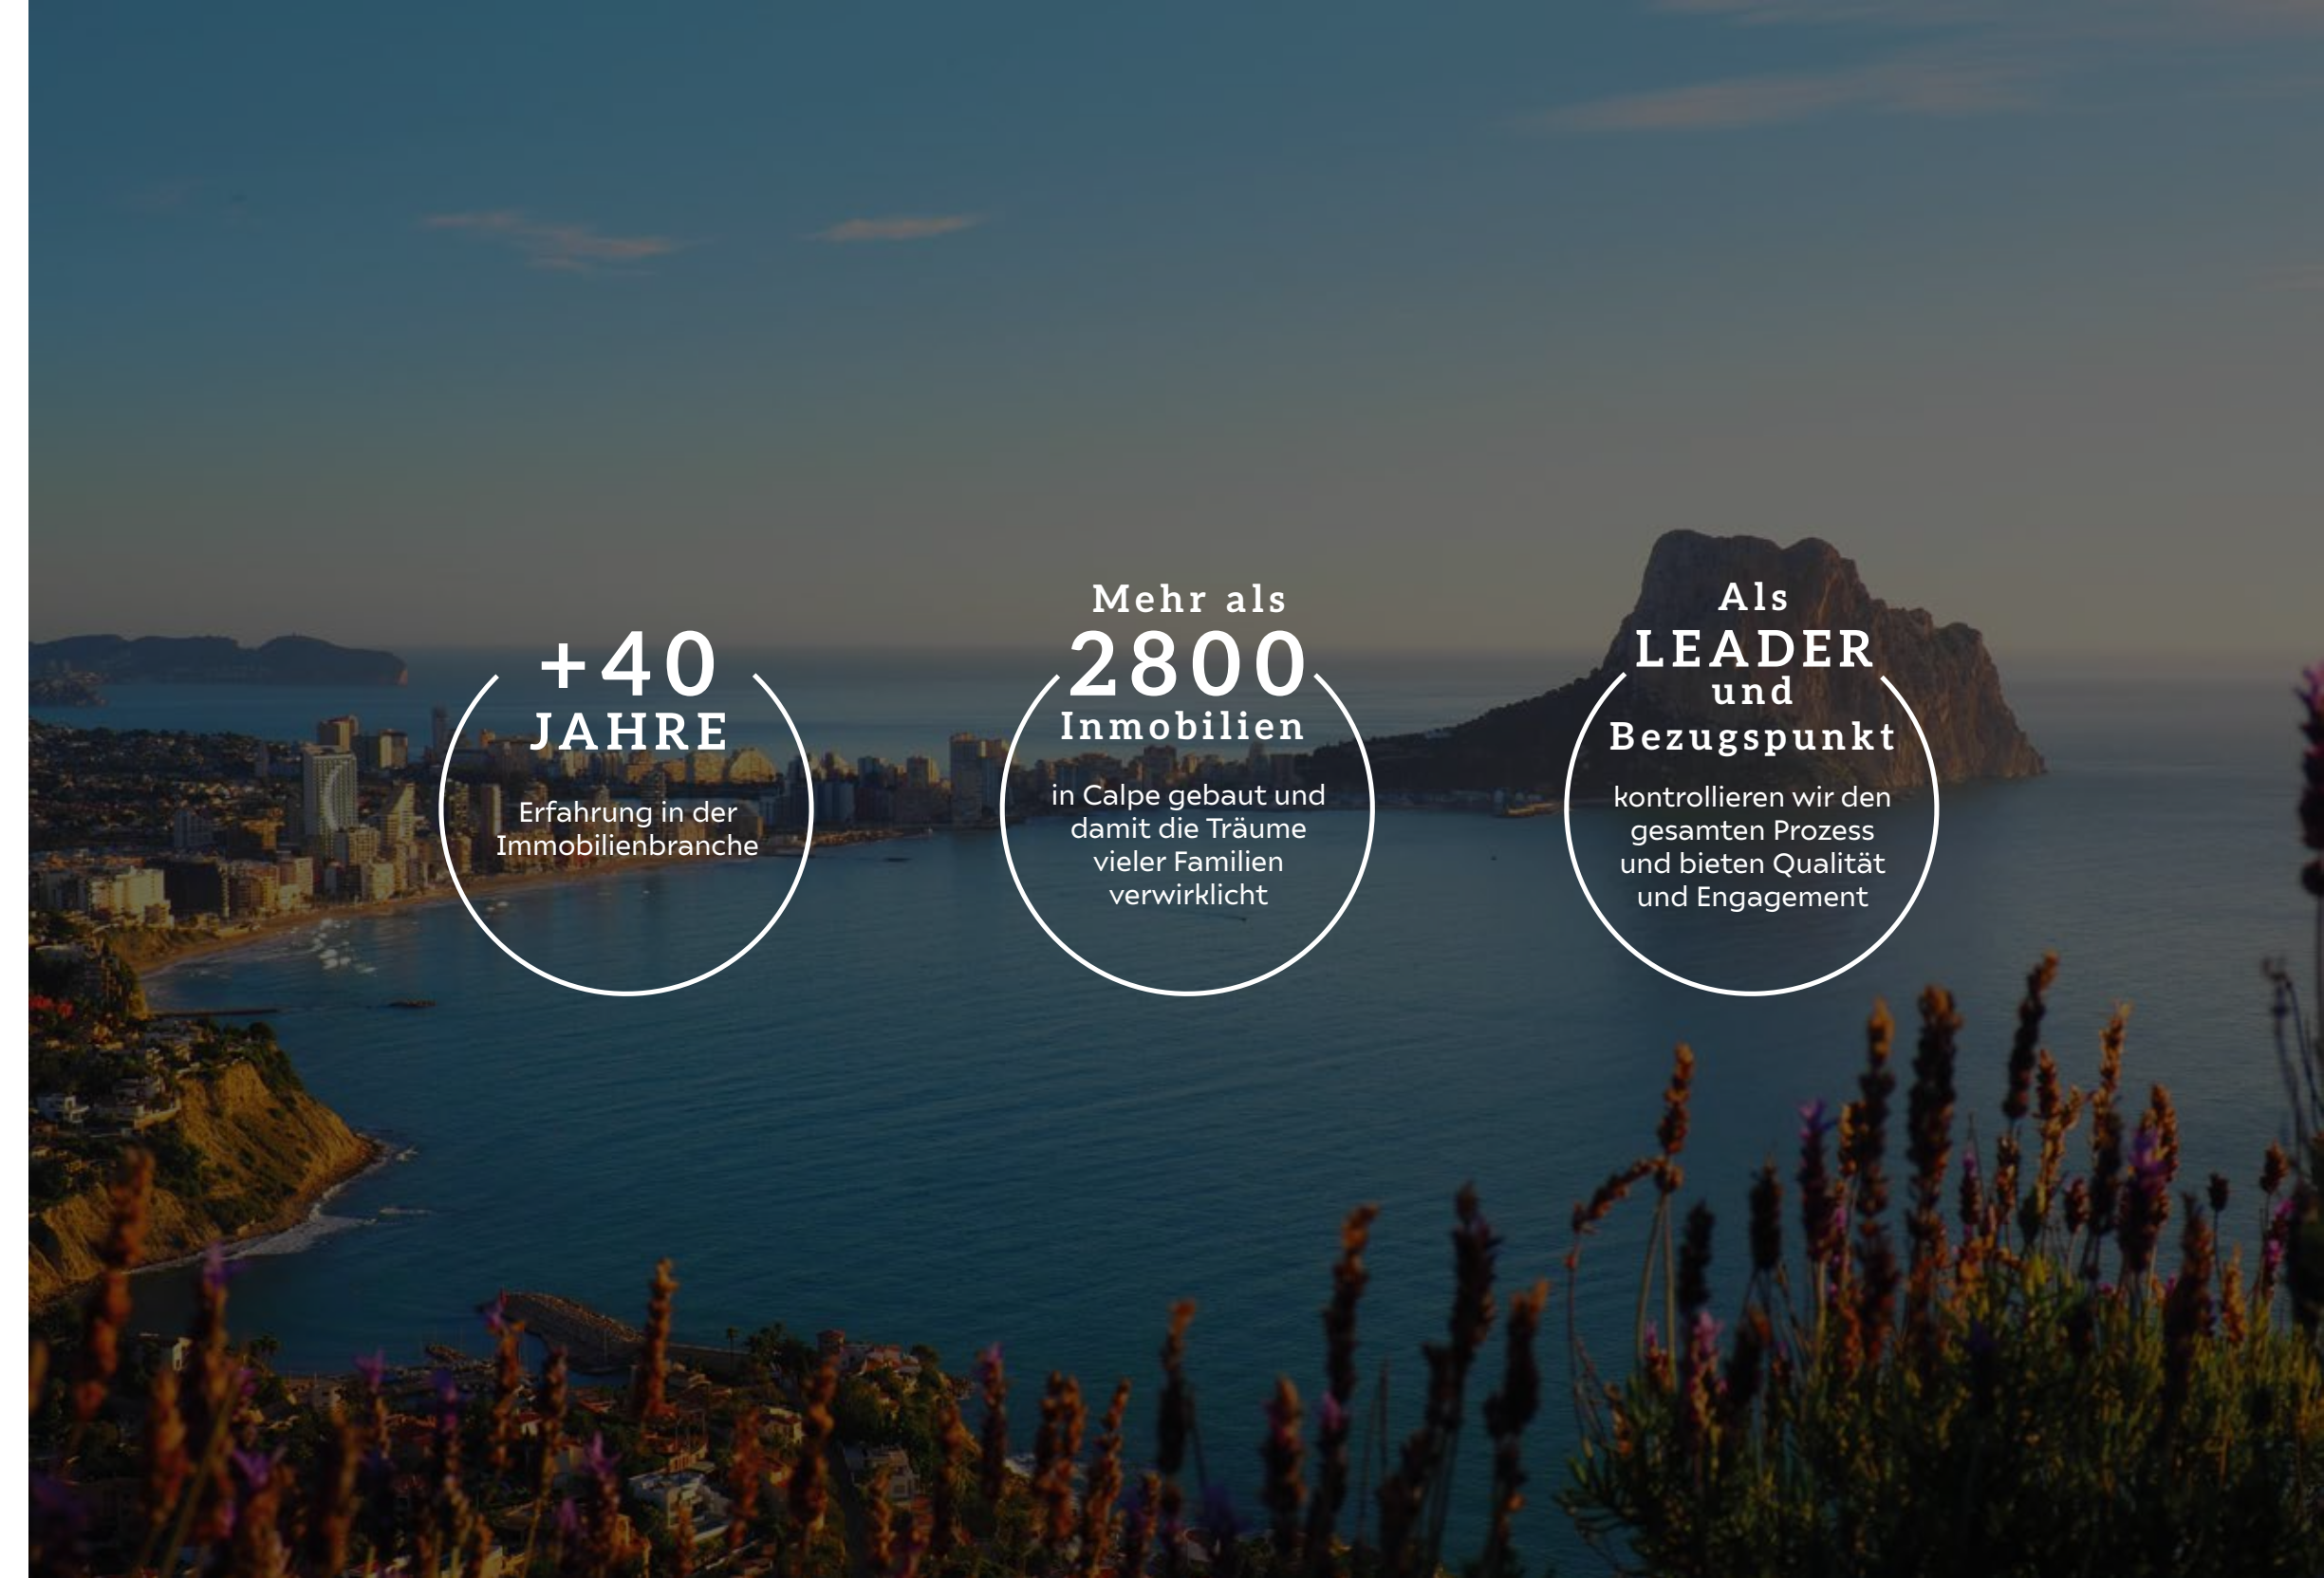 +40
JAHRE
Erfahrung in der
Immobilienbranche
Mehr als
2800
Inmobilien
in Calpe gebaut und
damit die Träume
vieler Familien
verwirklicht
Als
LEADER
und
Bezugspunkt
kontrollieren wir den
gesamten Prozess
und bieten Qualität
und Engagement